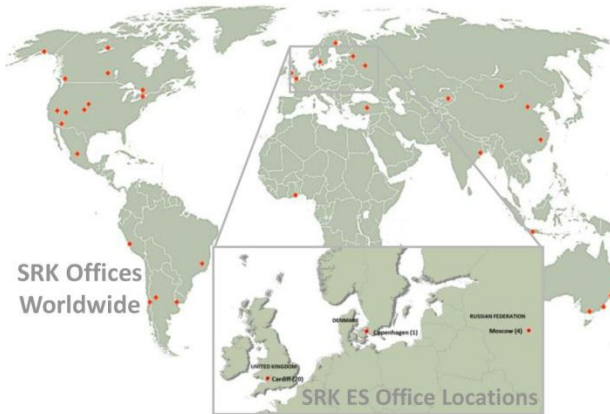 SRK Offices
Worldwide
DENMARK
Copenhagen (1)
RUSSIAN FEDERATION
Moscow (4)
UNITED KINGDOM
Cardiff (20)
SRK ES Office Locations